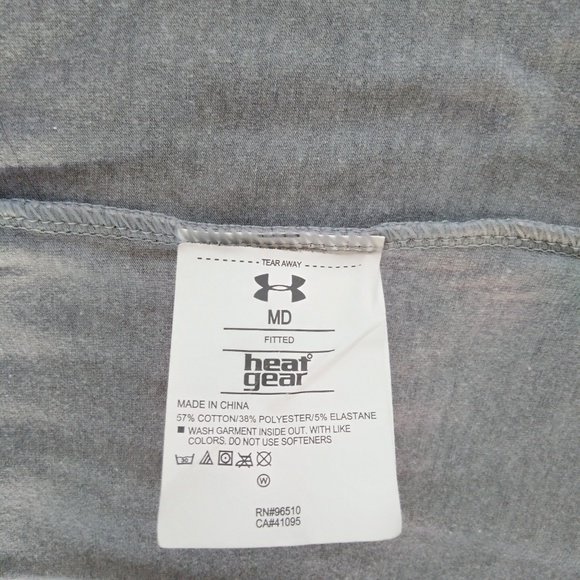 TEAR AWAY
MD
FITTED
heat
gear
MADE IN CHINA
57% COTTON/38% POLYESTER/5% ELASTANE
■ WASH GARMENT INSIDE OUT. WITH LIKE
COLORS. DO NOT USE SOFTENERS
30
W
RN#96510
CA#41095